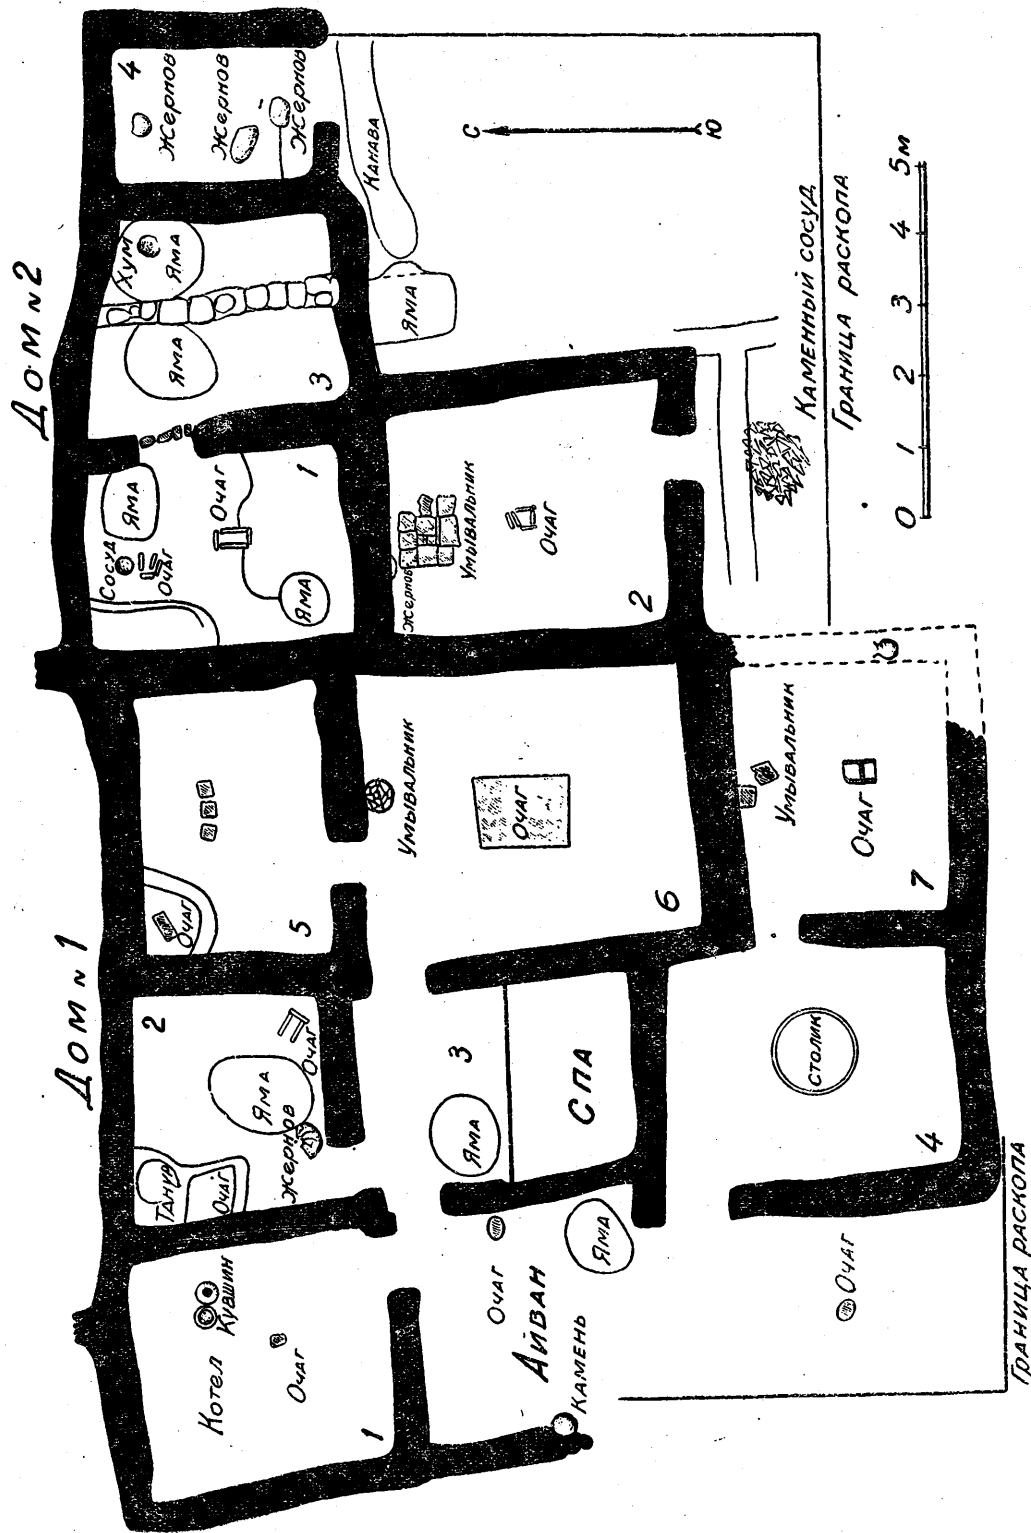 Дом №1
Дом №2
1
Котел
Кувшин
Очаг
2
Танур
Очаг
Жернов
Яма
Очаг
5
Очаг
3
Яма
Спа
Айван
Очаг
Яма
Камень
6
Умывальник
Очаг
4
Столик
Очаг
7
Умывальник
Очаг
Граница раскопа
1
Сосуд
Очаг
Яма
Очаг
Яма
2
Жернов
Умывальник
Очаг
3
Яма
Хум
Яма
4
Жернов
Жернов
Жернов
Канава
Яма
С
Ю
Каменный сосуд
Граница раскопа
0 1 2 3 4 5м